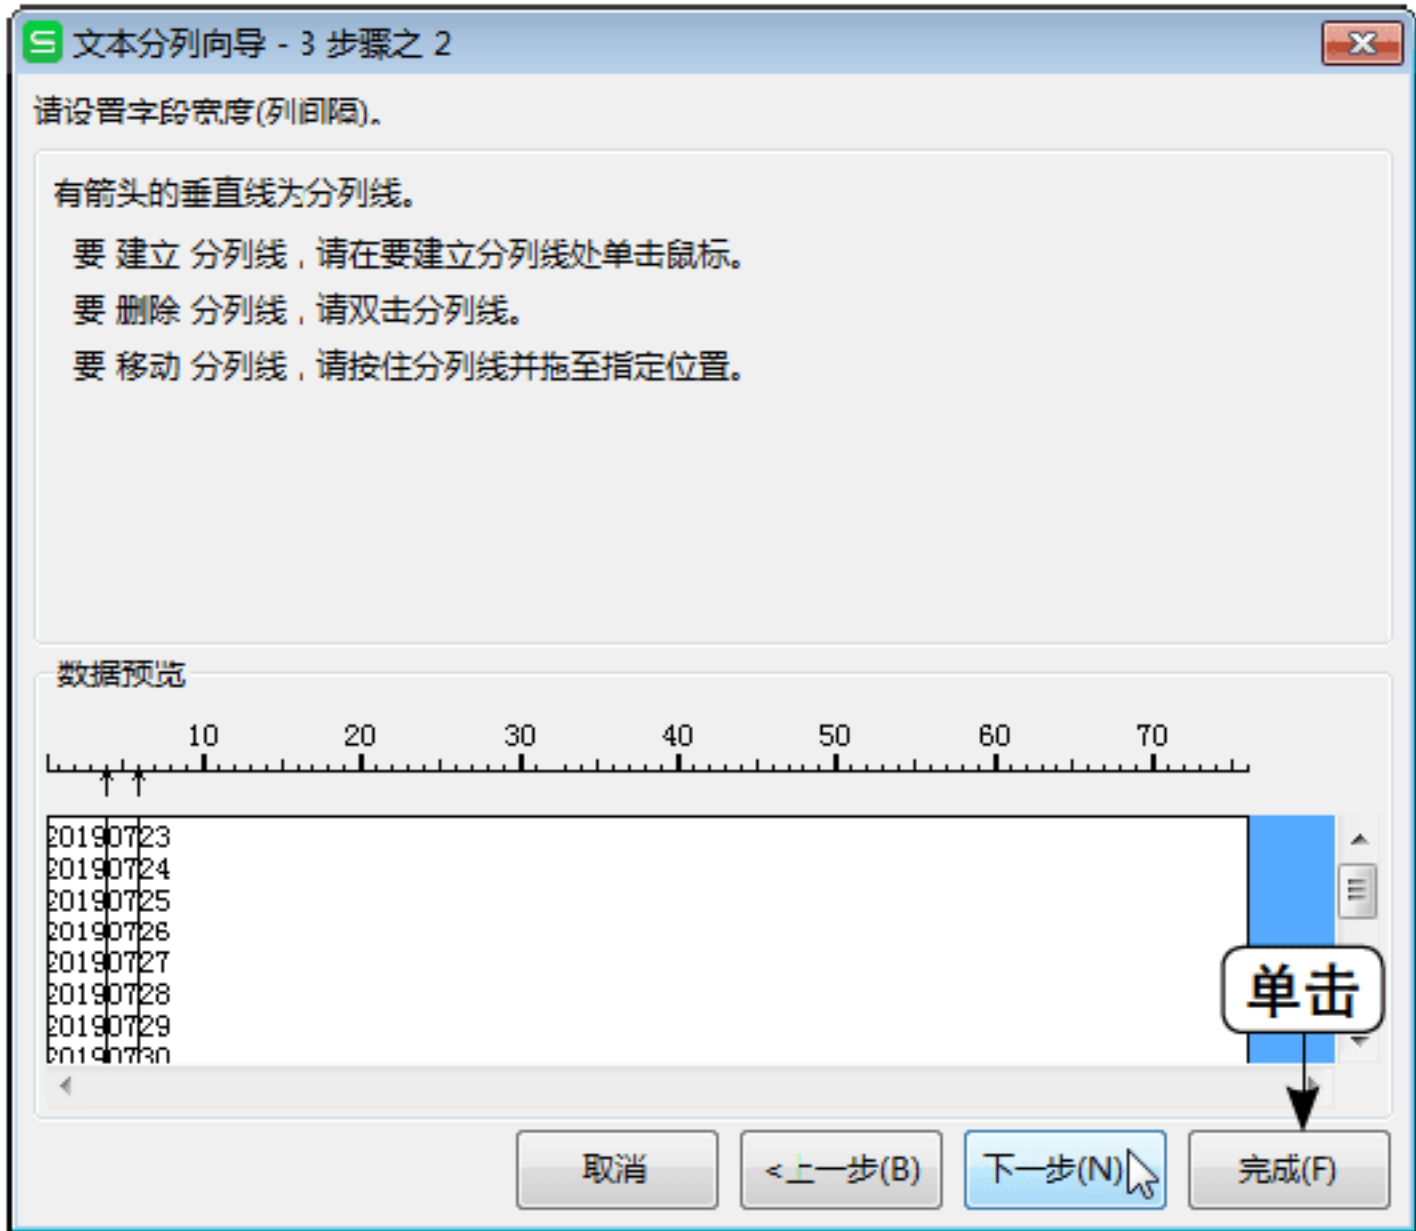 文本分列向导 - 3 步骤之 2
请设置字段宽度(列间隔)。
有箭头的垂直线为分列线。
要 建立 分列线，请在要建立分列线处单击鼠标。
要 删除 分列线，请双击分列线。
要 移动 分列线，请按住分列线并拖至指定位置。
数据预览
10 20 30 40 50 60 70
20190723
20190724
20190725
20190726
20190727
20190728
20190729
20190730
单击
取消 <上一步(B) 下一步(N) 完成(F)